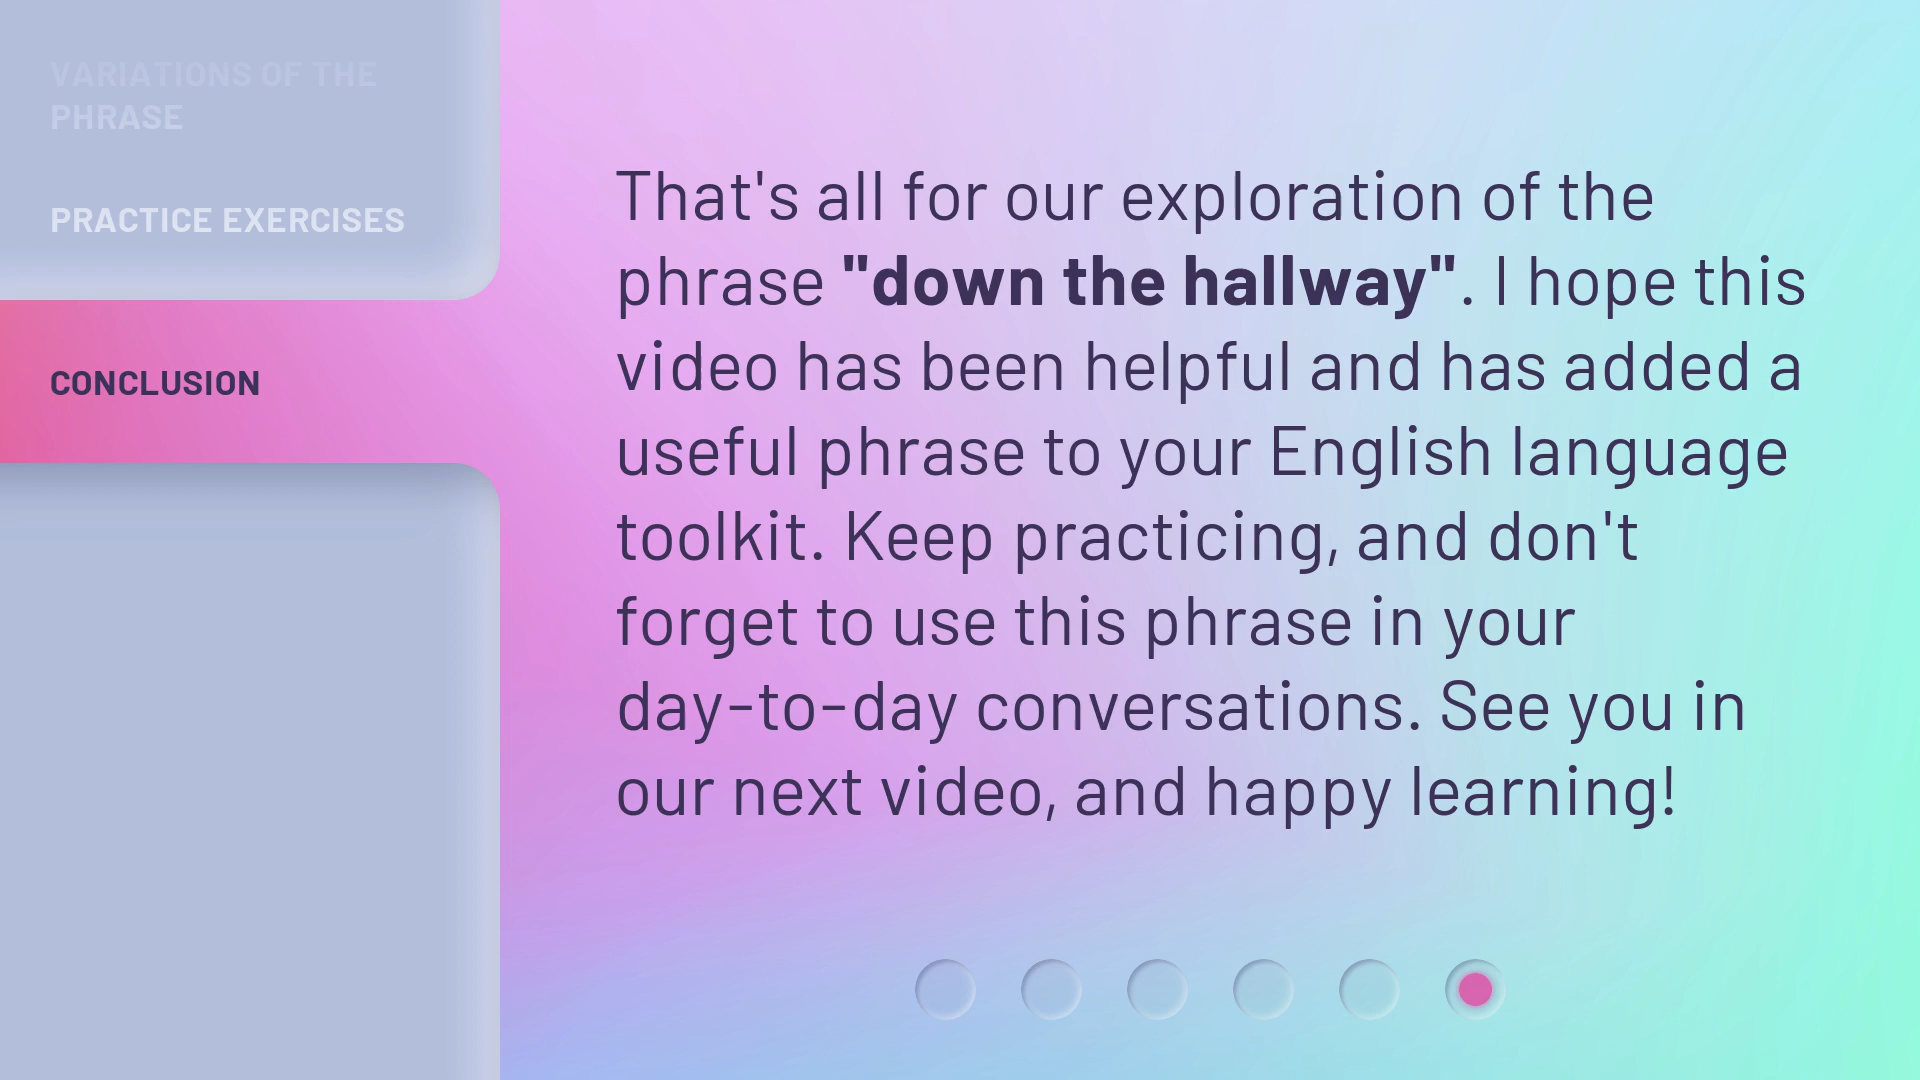 VARIATIONS OF THE
PHRASE
PRACTICE EXERCISES
CONCLUSION
That's all for our exploration of the
phrase "down the hallway". I hope this
video has been helpful and has added a
useful phrase to your English language
toolkit. Keep practicing, and don't
forget to use this phrase in your
day-to-day conversations. See you in
our next video, and happy learning!